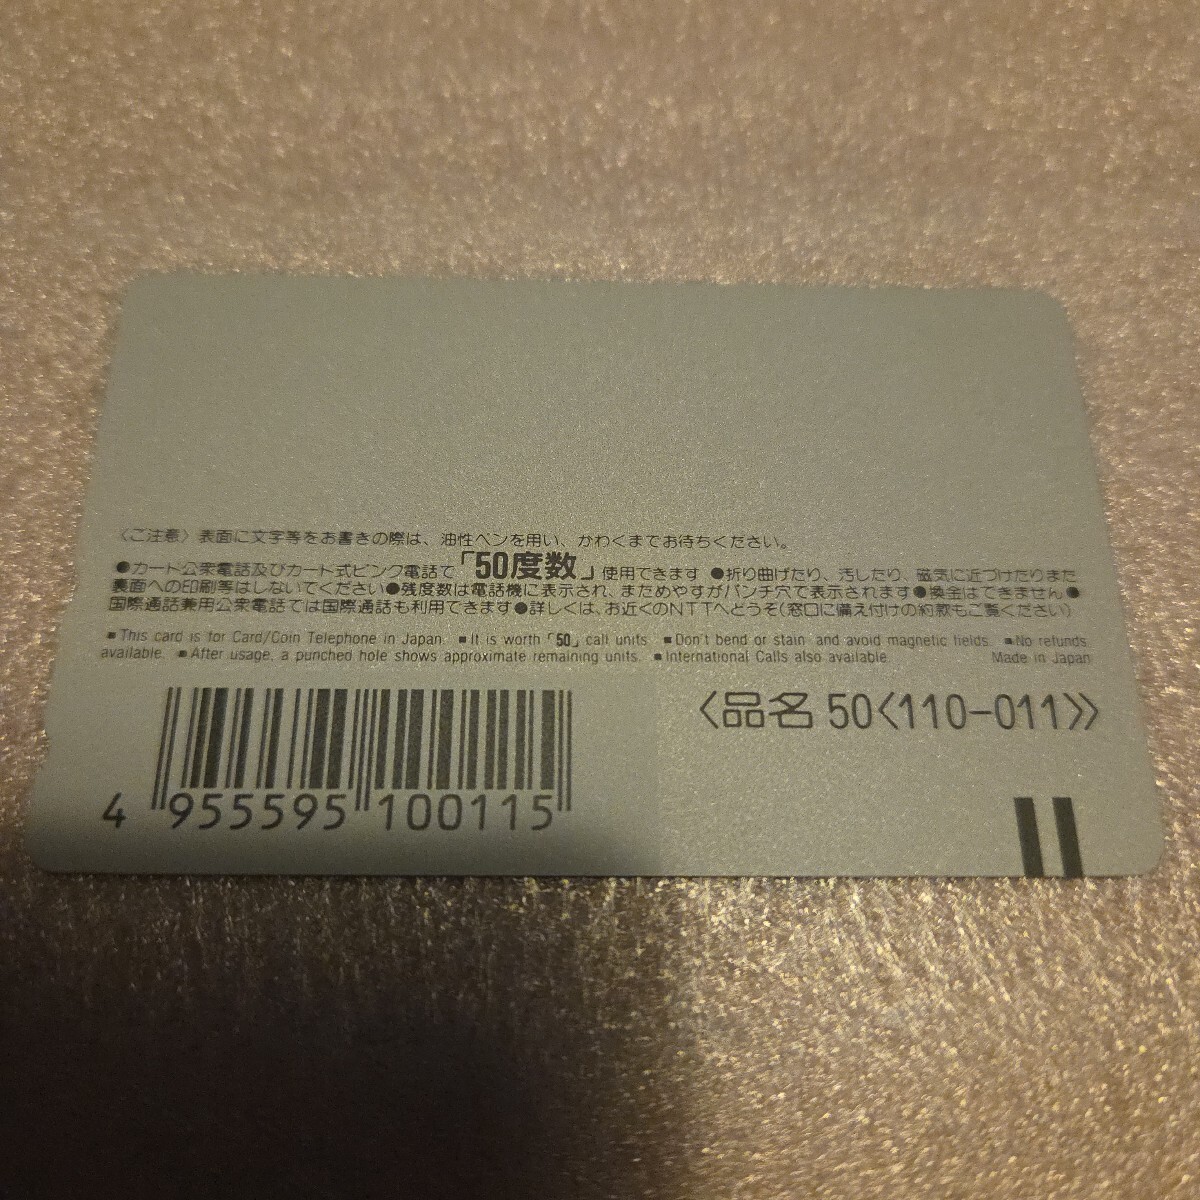 〈ご注意〉表面に文字等をお書きの際は、油性ペンを用い、かわくまでお待ちください。
●カード公衆電話及びカード式ピンク電話で「50度数」使用できます ●折り曲げたり、汚したり、磁気に近づけたりまた
裏面への印刷等はしないでください●残度数は電話機に表示され、まためやすがパンチ穴で表示されます●換金はできません●
国際通話兼用公衆電話では国際通話も利用できます●詳しくは、お近くのNTTへどうぞ(窓口に備え付けの約款もご覧ください)
■This card is for Card/Coin Telephone in Japan. ■It is worth「50」call units. ■Don't bend or stain, and avoid magnetic fields. ■No refunds
available. ■After usage, a punched hole shows approximate remaining units. ■International Calls also available. Made in Japan
〈品名 50〈110-011〉〉
4 955595 100115